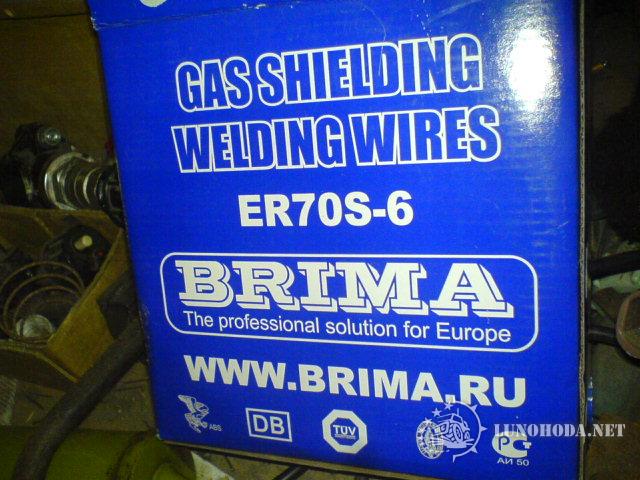 GAS SHIELDING
WELDING WIRES
ER70S-6
BRIMA
The professional solution for Europe
WWW.BRIMA.RU
ABS
DB
TÜV
РСТ
АИ 50
LUNOHODA.NET